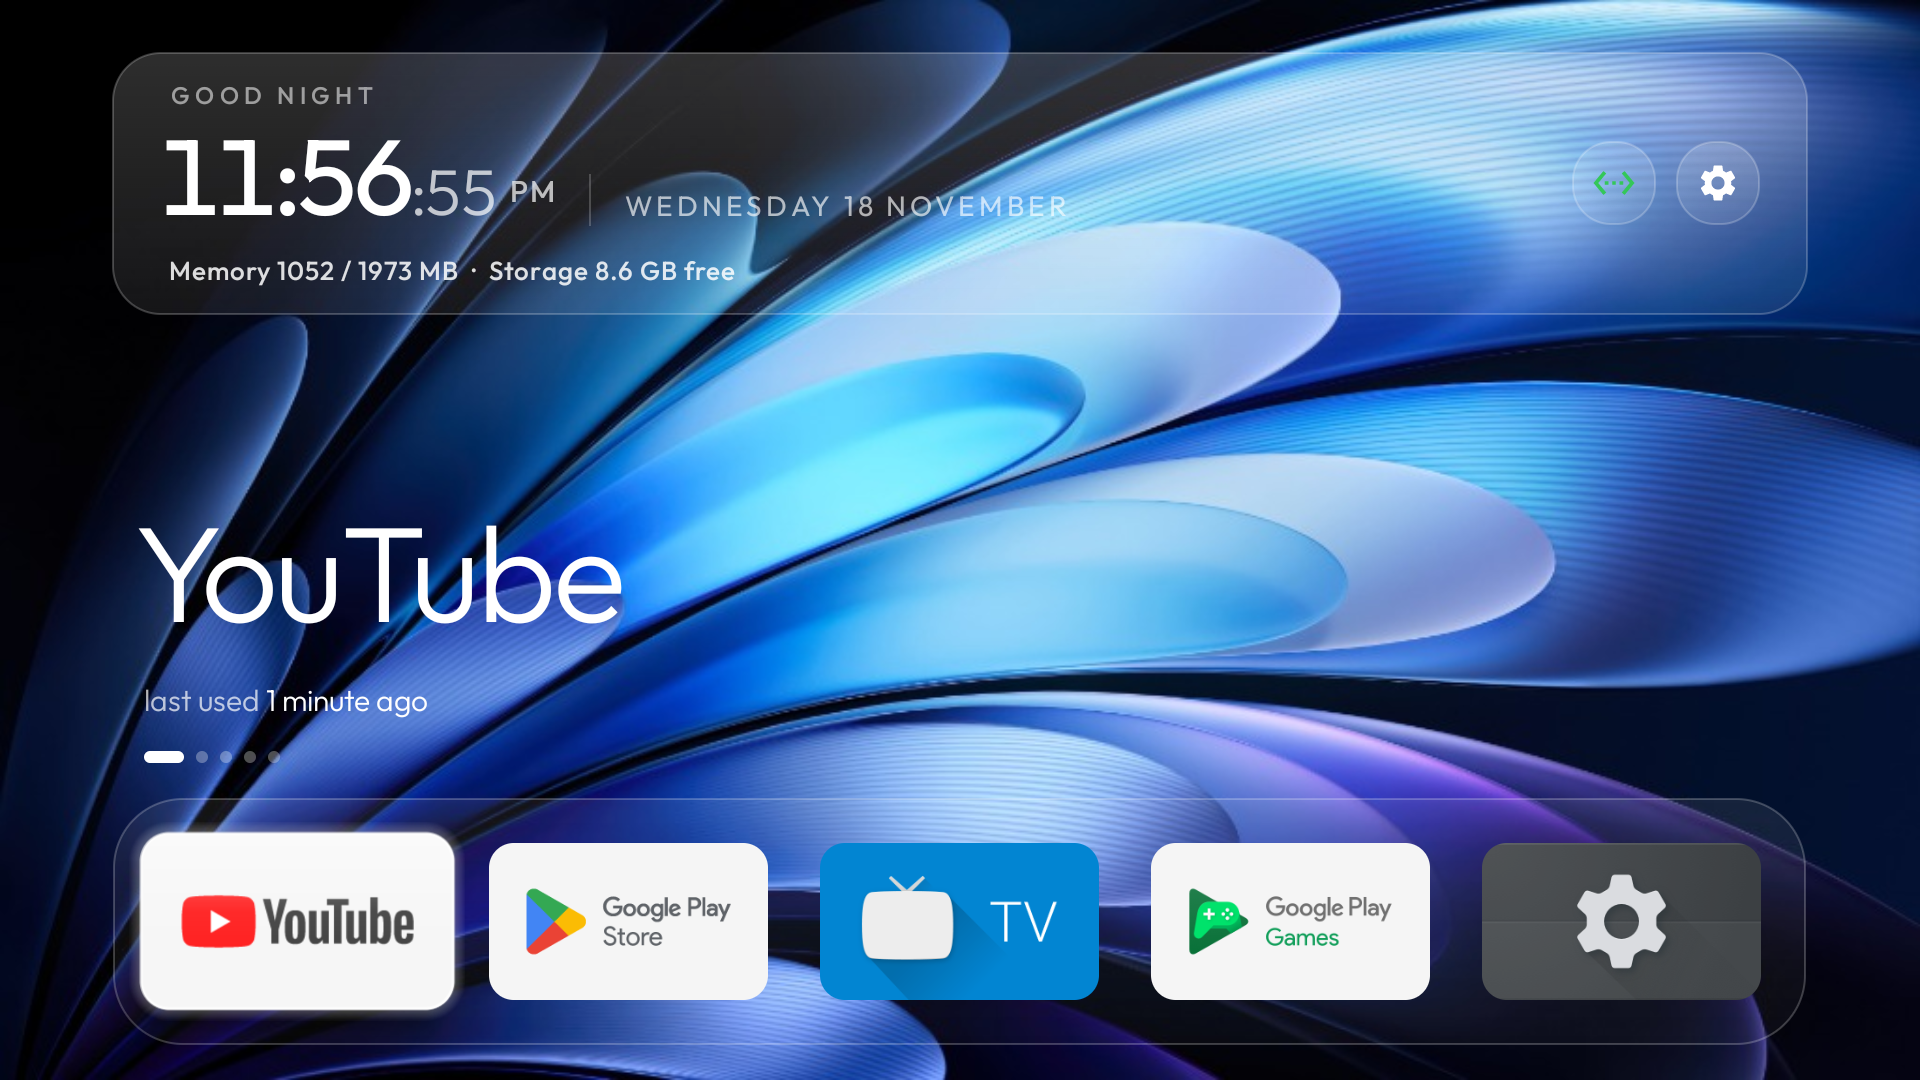 GOOD NIGHT
11:56:55 PM
WEDNESDAY 18 NOVEMBER
Memory 1052 / 1973 MB · Storage 8.6 GB free
YouTube
last used 1 minute ago
YouTube
Google Play
Store
TV
Google Play
Games